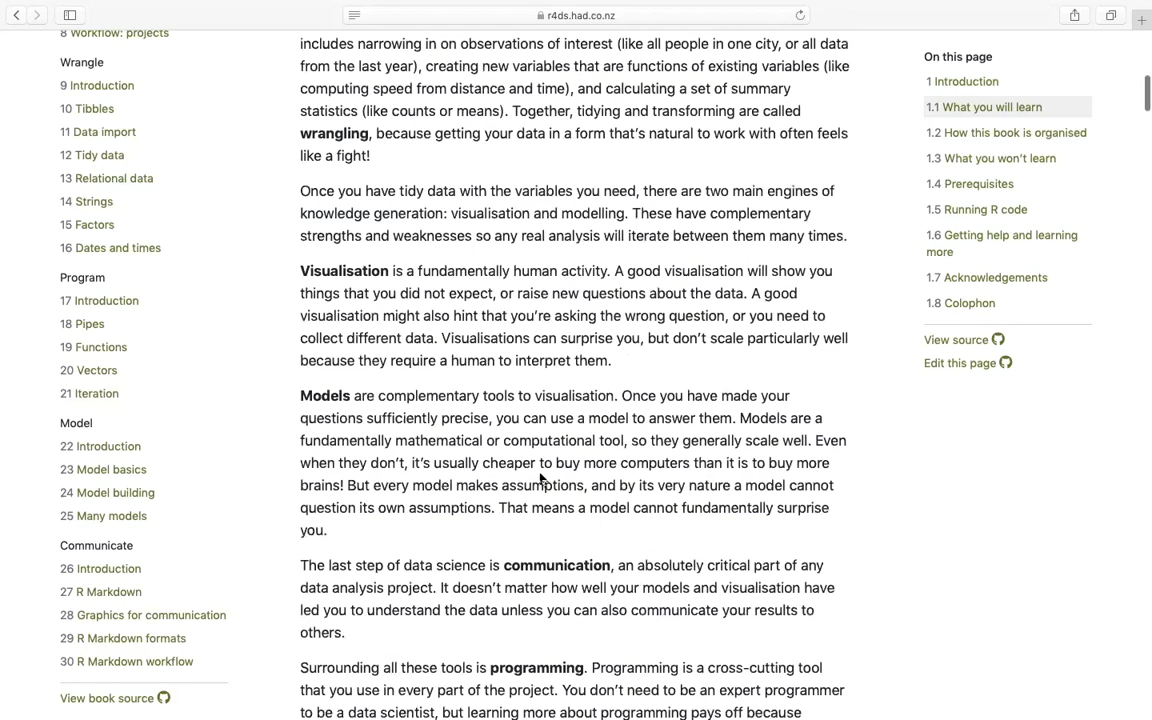 r4ds.had.co.nz
8 Workflow: projects
Wrangle
9 Introduction
10 Tibbles
11 Data import
12 Tidy data
13 Relational data
14 Strings
15 Factors
16 Dates and times
Program
17 Introduction
18 Pipes
19 Functions
20 Vectors
21 Iteration
Model
22 Introduction
23 Model basics
24 Model building
25 Many models
Communicate
26 Introduction
27 R Markdown
28 Graphics for communication
29 R Markdown formats
30 R Markdown workflow
View book source
includes narrowing in on observations of interest (like all people in one city, or all data
from the last year), creating new variables that are functions of existing variables (like
computing speed from distance and time), and calculating a set of summary
statistics (like counts or means). Together, tidying and transforming are called
wrangling, because getting your data in a form that's natural to work with often feels
like a fight!
Once you have tidy data with the variables you need, there are two main engines of
knowledge generation: visualisation and modelling. These have complementary
strengths and weaknesses so any real analysis will iterate between them many times.
Visualisation is a fundamentally human activity. A good visualisation will show you
things that you did not expect, or raise new questions about the data. A good
visualisation might also hint that you're asking the wrong question, or you need to
collect different data. Visualisations can surprise you, but don't scale particularly well
because they require a human to interpret them.
Models are complementary tools to visualisation. Once you have made your
questions sufficiently precise, you can use a model to answer them. Models are a
fundamentally mathematical or computational tool, so they generally scale well. Even
when they don't, it's usually cheaper to buy more computers than it is to buy more
brains! But every model makes assumptions, and by its very nature a model cannot
question its own assumptions. That means a model cannot fundamentally surprise
you.
The last step of data science is communication, an absolutely critical part of any
data analysis project. It doesn't matter how well your models and visualisation have
led you to understand the data unless you can also communicate your results to
others.
Surrounding all these tools is programming. Programming is a cross-cutting tool
that you use in every part of the project. You don't need to be an expert programmer
to be a data scientist, but learning more about programming pays off because
On this page
1 Introduction
1.1 What you will learn
1.2 How this book is organised
1.3 What you won't learn
1.4 Prerequisites
1.5 Running R code
1.6 Getting help and learning
more
1.7 Acknowledgements
1.8 Colophon
View source
Edit this page